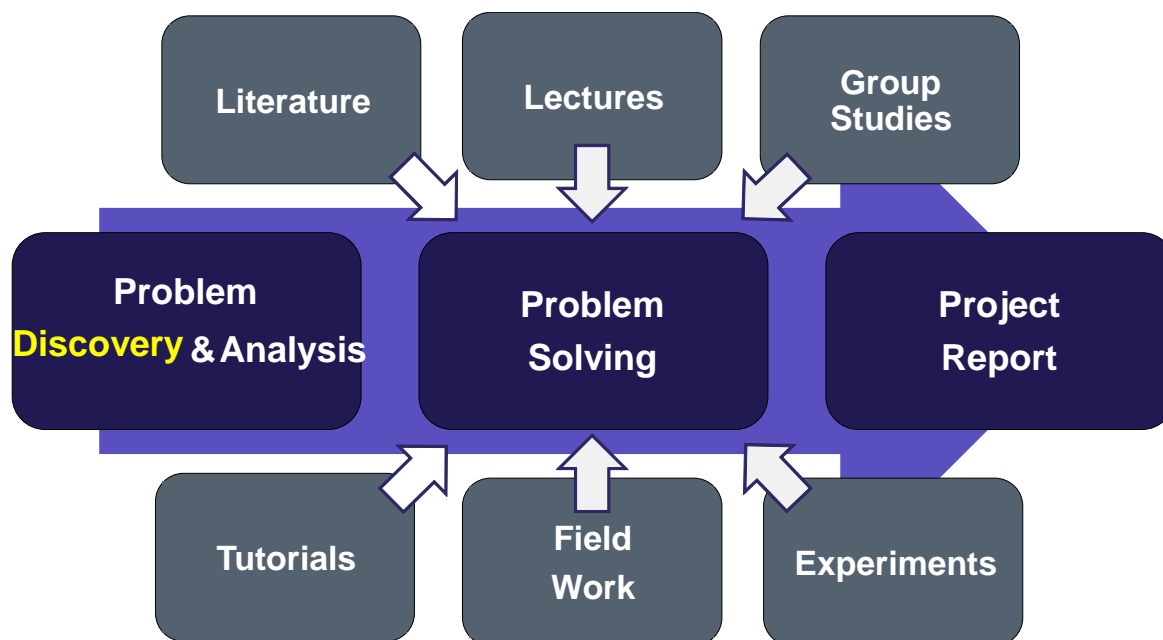 Literature
Lectures
Group
Studies
Problem
Discovery & Analysis
Problem
Solving
Project
Report
Tutorials
Field
Work
Experiments